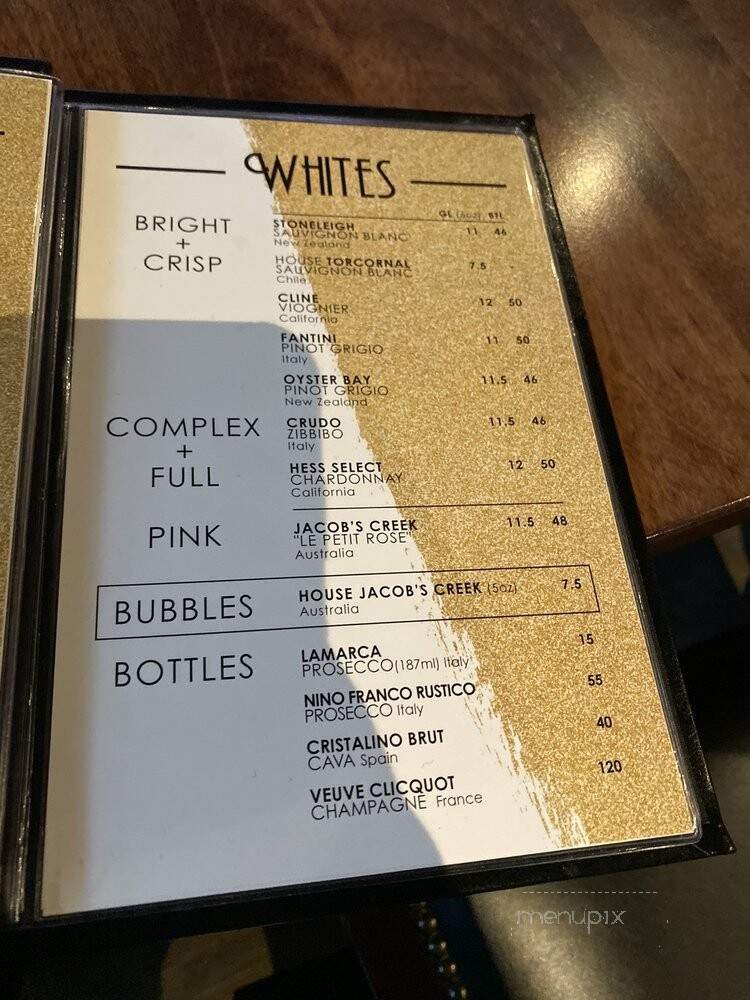 WHITES
GL (6oz) BTL
BRIGHT
+
CRISP
STONELEIGH 11 46
SAUVIGNON BLANC
New Zealand
HOUSE TORCORNAL 7.5 -
SAUVIGNON BLANC
Chile
CLINE 12 50
VIOGNIER
California
FANTINI 11 50
PINOT GRIGIO
Italy
OYSTER BAY 11.5 46
PINOT GRIGIO
New Zealand
COMPLEX
+
FULL
CRUDO 11.5 46
ZIBBIBO
Italy
HESS SELECT 12 50
CHARDONNAY
California
PINK
JACOB'S CREEK 11.5 48
"LE PETIT ROSE"
Australia
BUBBLES
HOUSE JACOB'S CREEK (5oz) 7.5
Australia
BOTTLES
LAMARCA 15
PROSECCO(187ml) Italy
NINO FRANCO RUSTICO 55
PROSECCO Italy
CRISTALINO BRUT 40
CAVA Spain
VEUVE CLICQUOT 120
CHAMPAGNE France
menupix